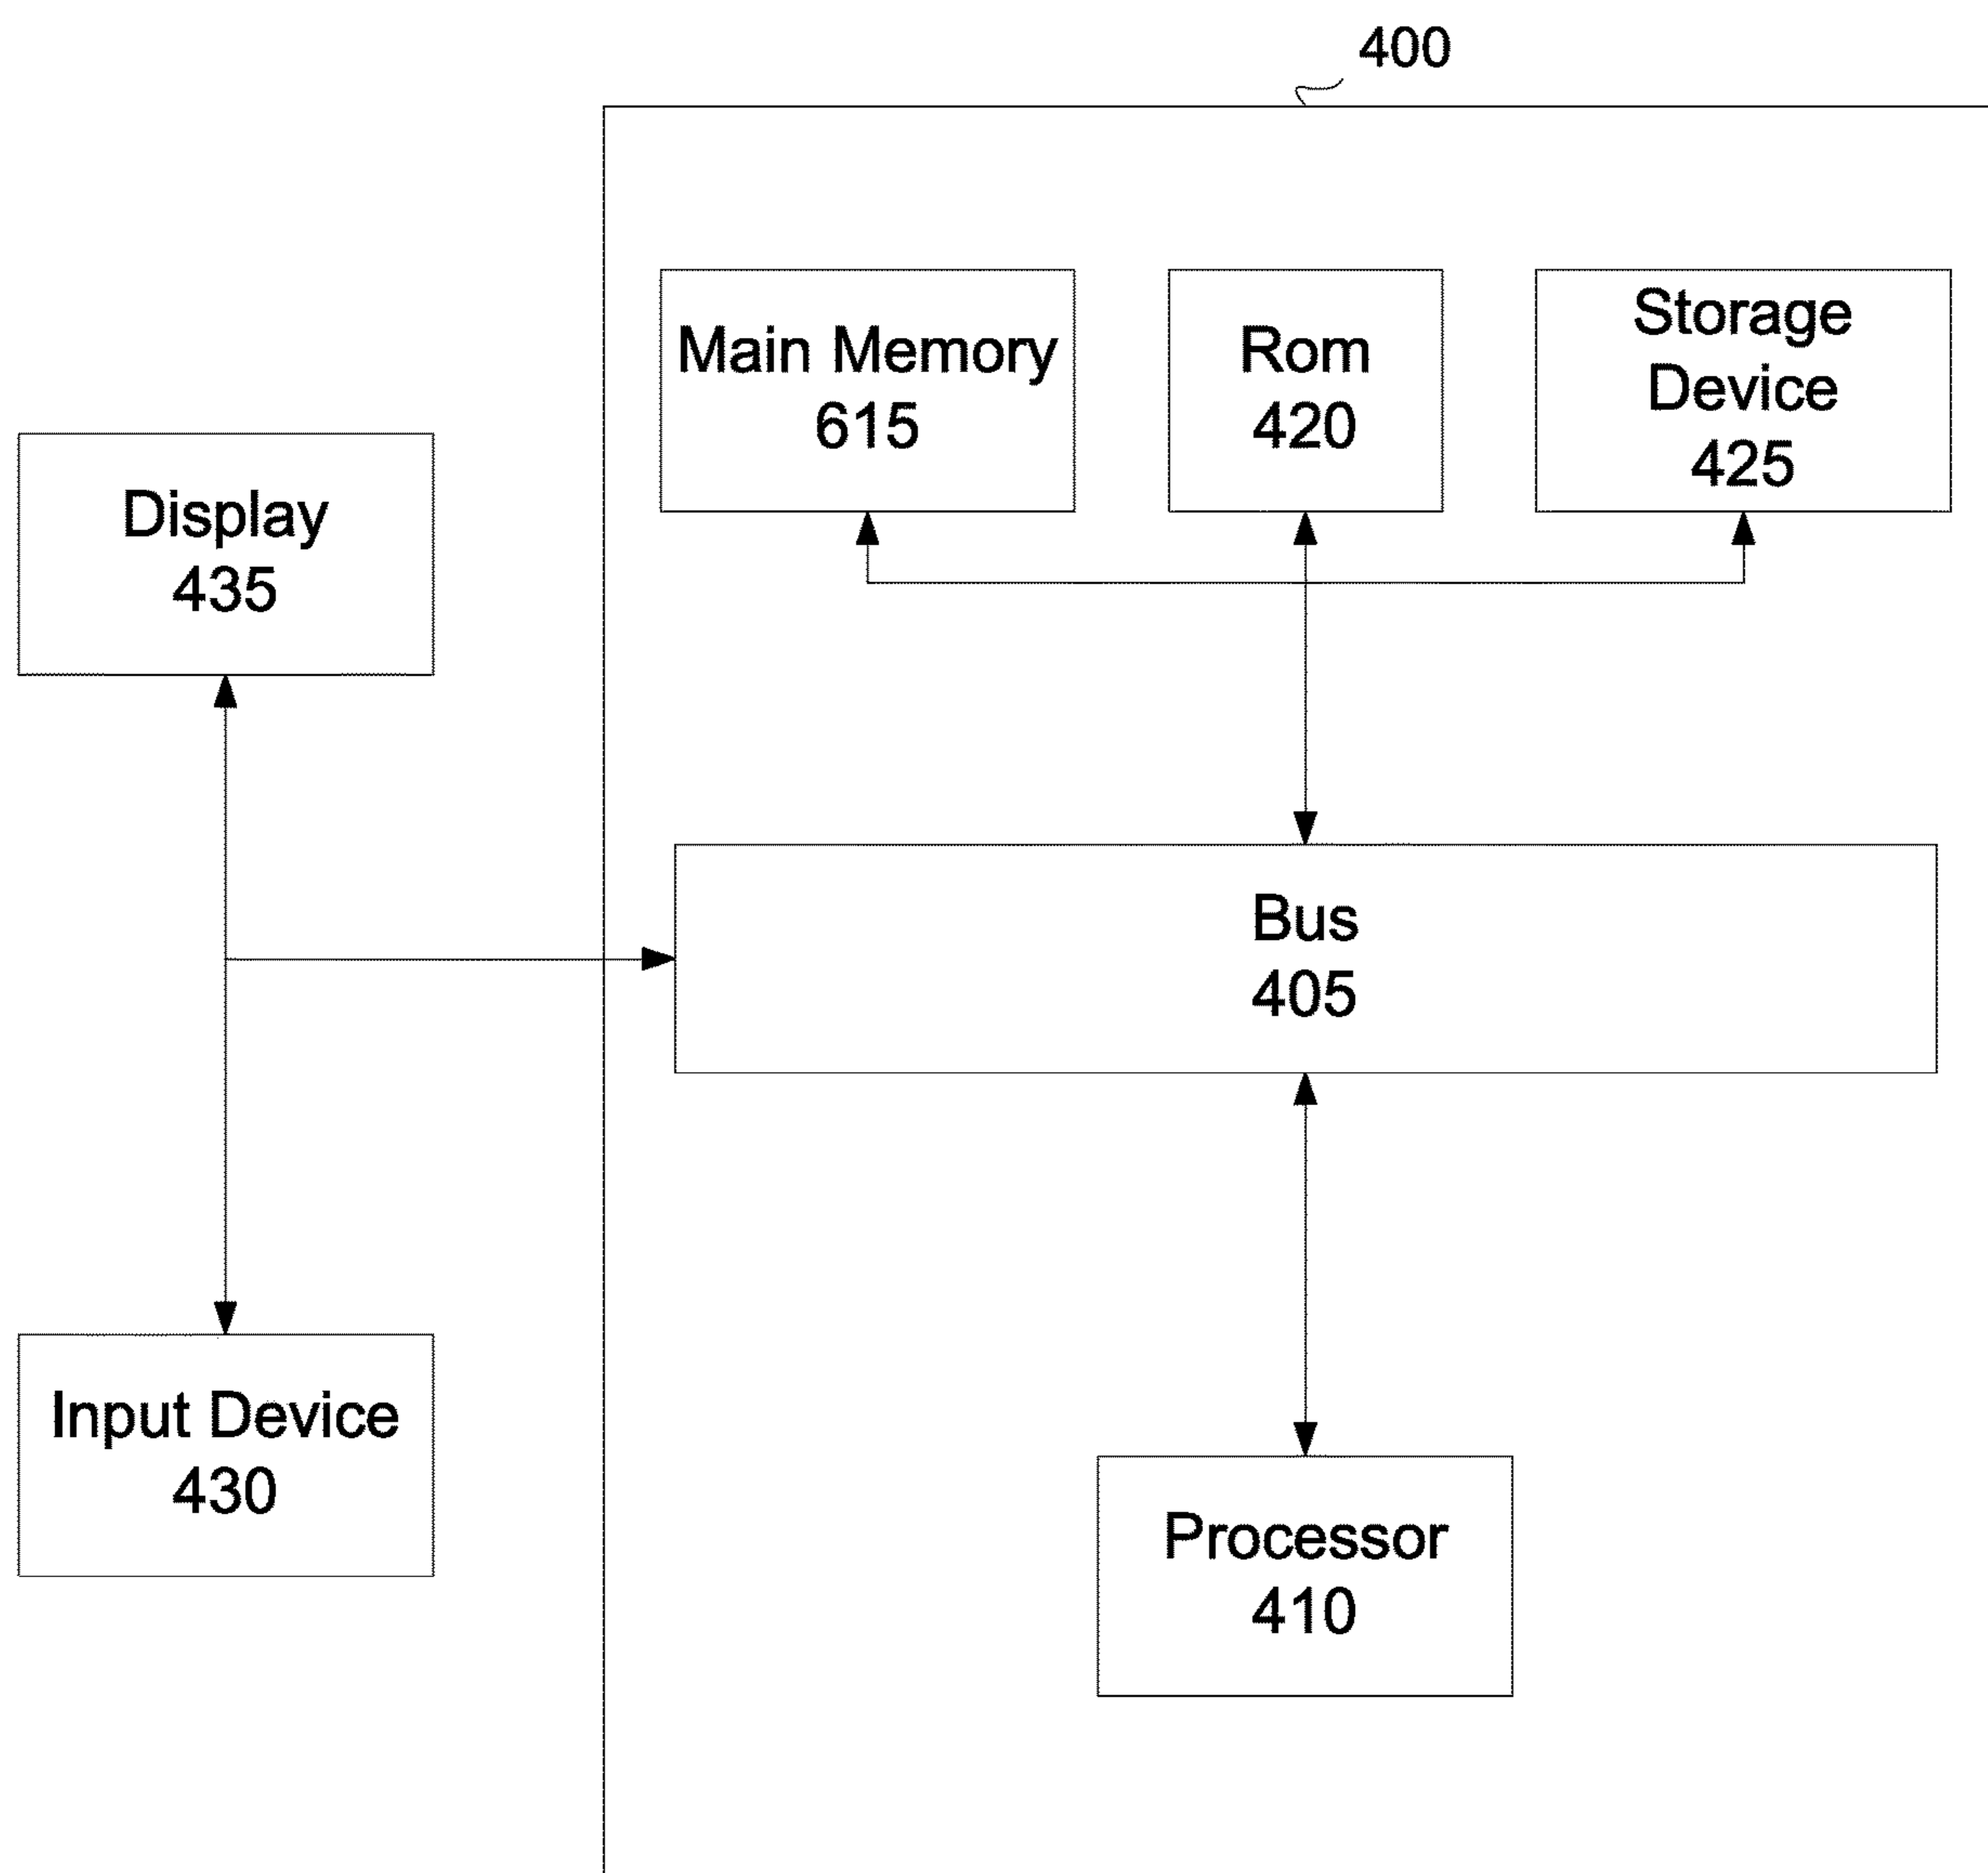 400
Main Memory
615
Rom
420
Storage
Device
425
Display
435
Bus
405
Input Device
430
Processor
410